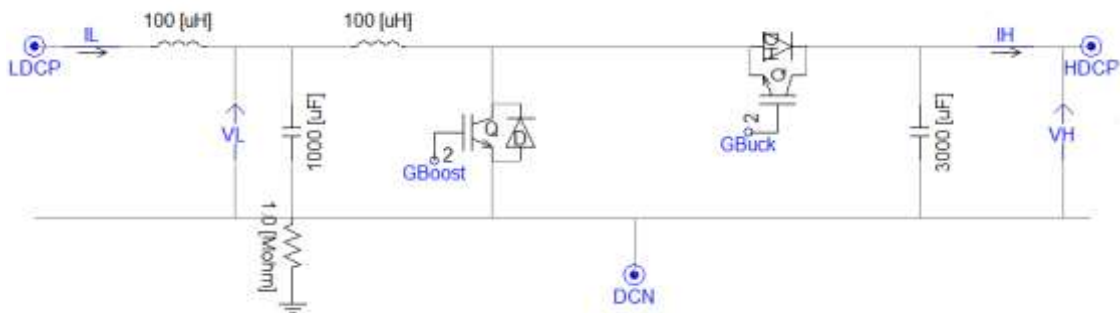 100 [uH]
100 [uH]
IL
IH
LDCP
HDCP
D
Q
2
GBuck
VL
1000 [uF]
2
Q
D
GBoost
3000 [uF]
VH
1.0 [Mohm]
DCN